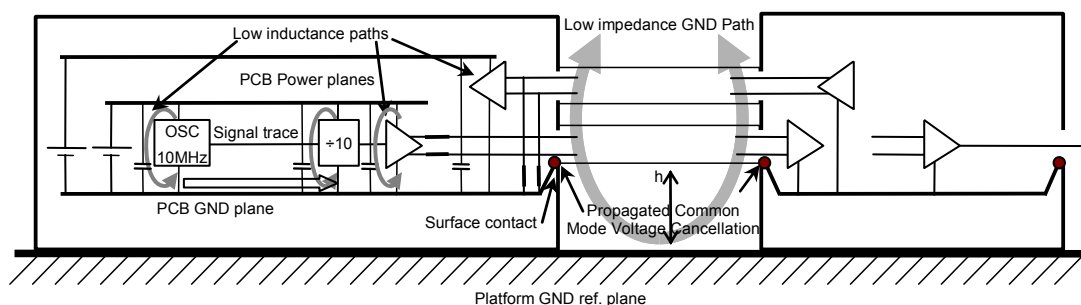 Low inductance paths
Low impedance GND Path
PCB Power planes
OSC
10MHz
Signal trace
÷10
PCB GND plane
h
Surface contact
Propagated Common
Mode Voltage Cancellation
Platform GND ref. plane